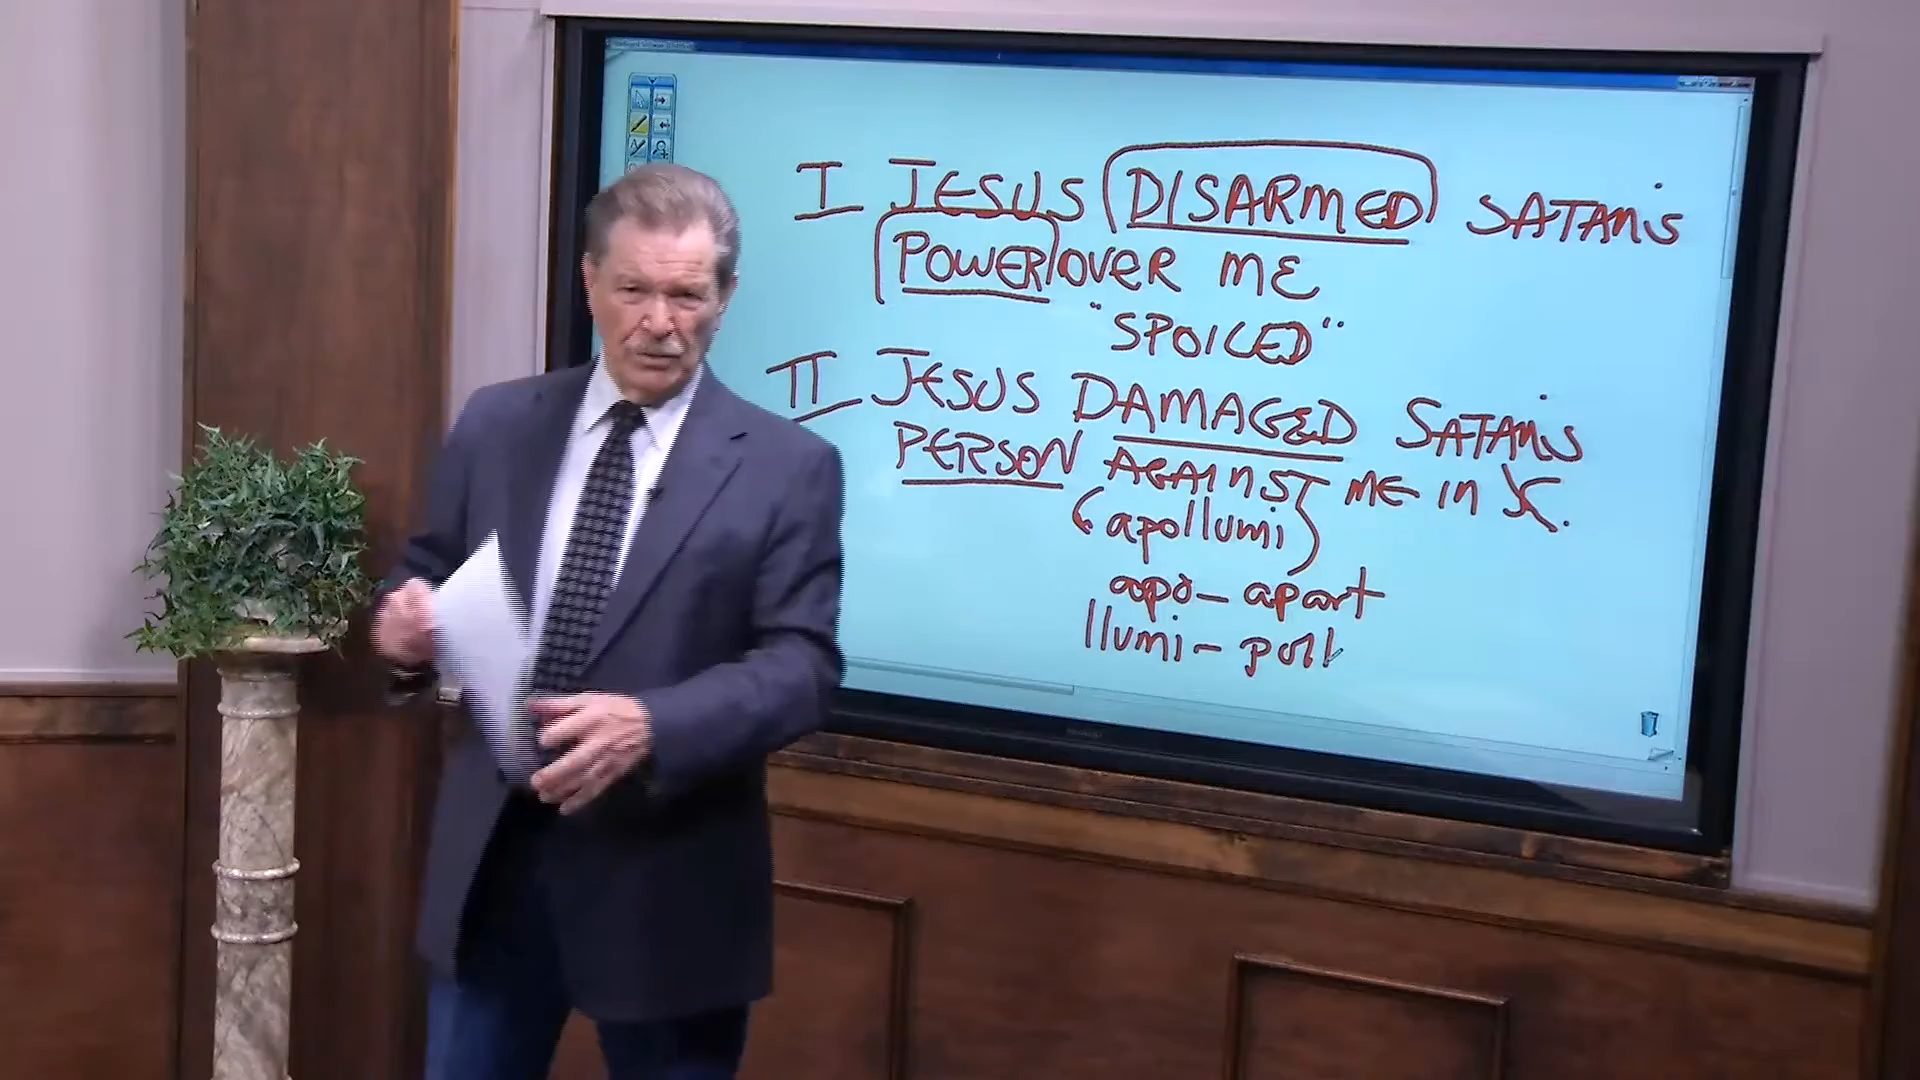 I JESUS DISARMED SATAN'S
POWER OVER ME
"SPOILED"
II JESUS DAMAGED SATAN'S
PERSON AGAINST ME IN
(apollumi)
apo - apart
llumi - pull